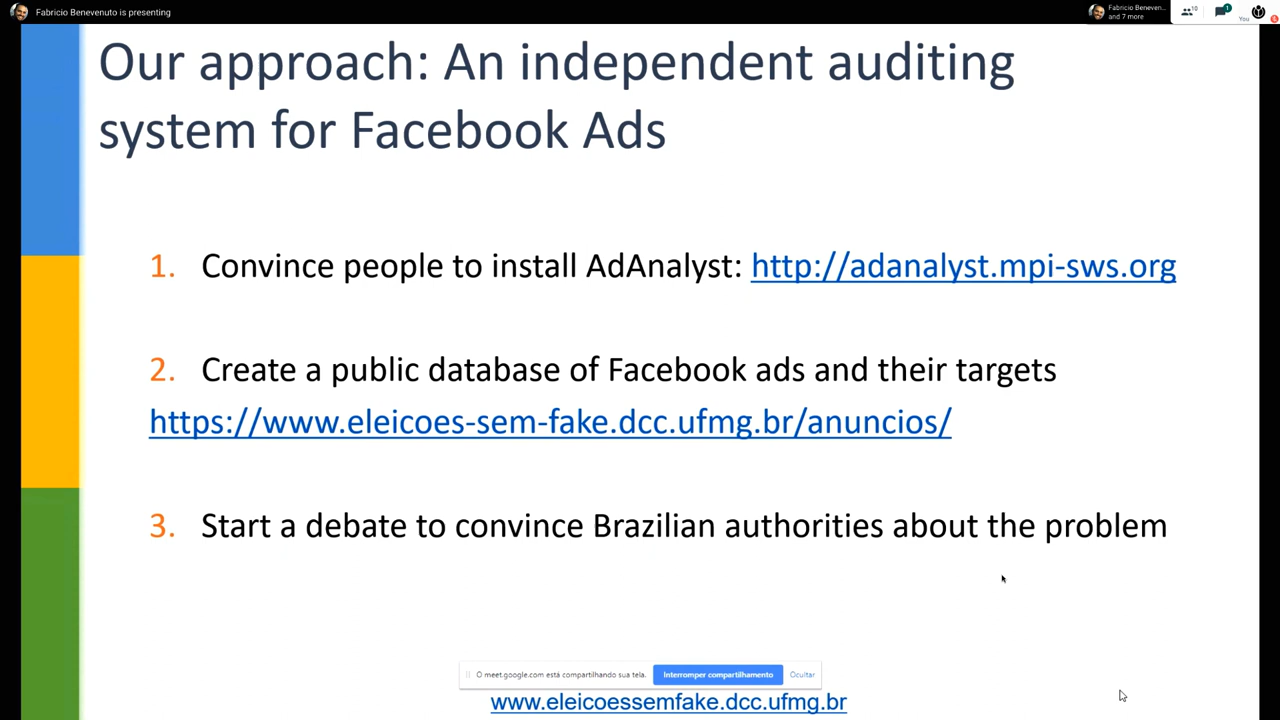 Fabricio Benevenuto is presenting
Fabricio Beneven...
and 7 more
10
1
You
Our approach: An independent auditing
system for Facebook Ads
1. Convince people to install AdAnalyst: http://adanalyst.mpi-sws.org
2. Create a public database of Facebook ads and their targets
https://www.eleicoes-sem-fake.dcc.ufmg.br/anuncios/
3. Start a debate to convince Brazilian authorities about the problem
O meet.google.com está compartilhando sua tela. Interromper compartilhamento Ocultar
www.eleicoessemfake.dcc.ufmg.br